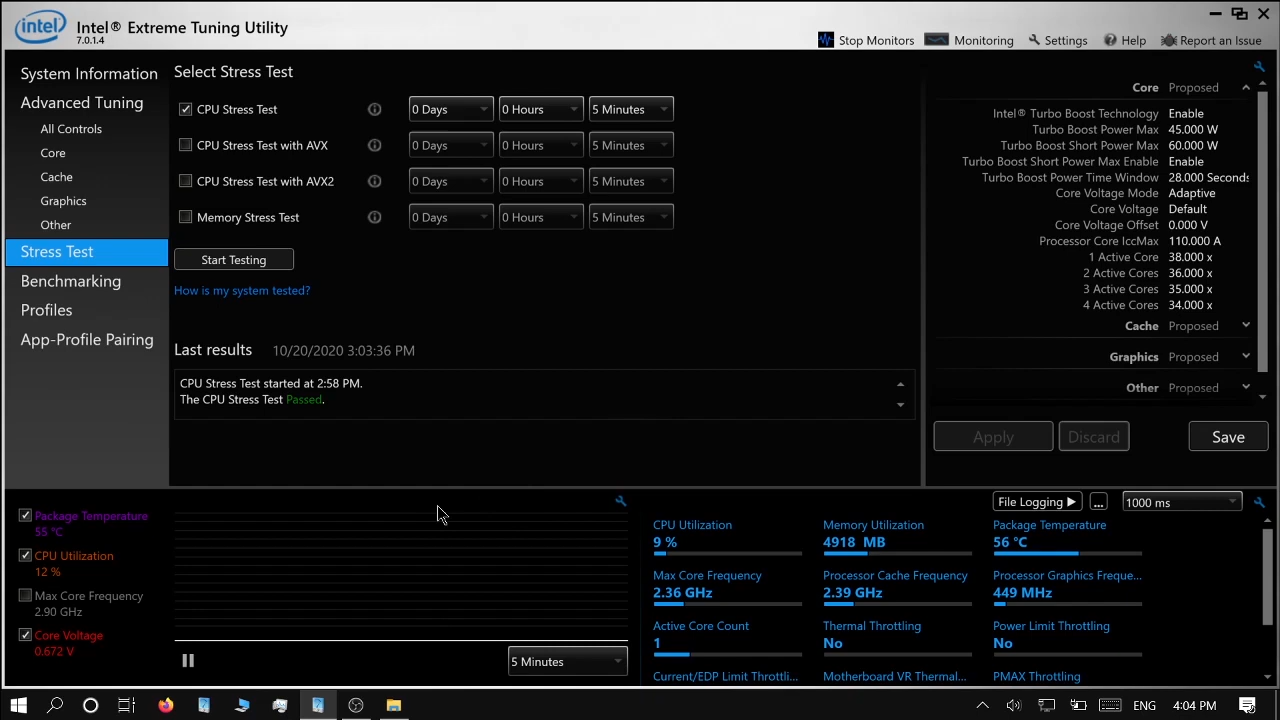 intel
Intel® Extreme Tuning Utility
7.0.1.4
Stop Monitors
Monitoring
Settings
Help
Report an Issue
System Information
Advanced Tuning
All Controls
Core
Cache
Graphics
Other
Stress Test
Benchmarking
Profiles
App-Profile Pairing
Select Stress Test
CPU Stress Test 0 Days 0 Hours 5 Minutes
CPU Stress Test with AVX 0 Days 0 Hours 5 Minutes
CPU Stress Test with AVX2 0 Days 0 Hours 5 Minutes
Memory Stress Test 0 Days 0 Hours 5 Minutes
Start Testing
How is my system tested?
Last results 10/20/2020 3:03:36 PM
CPU Stress Test started at 2:58 PM.
The CPU Stress Test Passed.
Core Proposed
Intel® Turbo Boost Technology Enable
Turbo Boost Power Max 45.000 W
Turbo Boost Short Power Max 60.000 W
Turbo Boost Short Power Max Enable Enable
Turbo Boost Power Time Window 28.000 Seconds
Core Voltage Mode Adaptive
Core Voltage Default
Core Voltage Offset 0.000 V
Processor Core IccMax 110.000 A
1 Active Core 38.000 x
2 Active Cores 36.000 x
3 Active Cores 35.000 x
4 Active Cores 34.000 x
Cache Proposed
Graphics Proposed
Other Proposed
Apply
Discard
Save
Package Temperature
55 °C
CPU Utilization
12 %
Max Core Frequency
2.90 GHz
Core Voltage
0.672 V
5 Minutes
File Logging
...
1000 ms
CPU Utilization
9 %
Memory Utilization
4918 MB
Package Temperature
56 °C
Max Core Frequency
2.36 GHz
Processor Cache Frequency
2.39 GHz
Processor Graphics Freque...
449 MHz
Active Core Count
1
Thermal Throttling
No
Power Limit Throttling
No
Current/EDP Limit Throttli...
Motherboard VR Thermal...
PMAX Throttling
ENG
4:04 PM